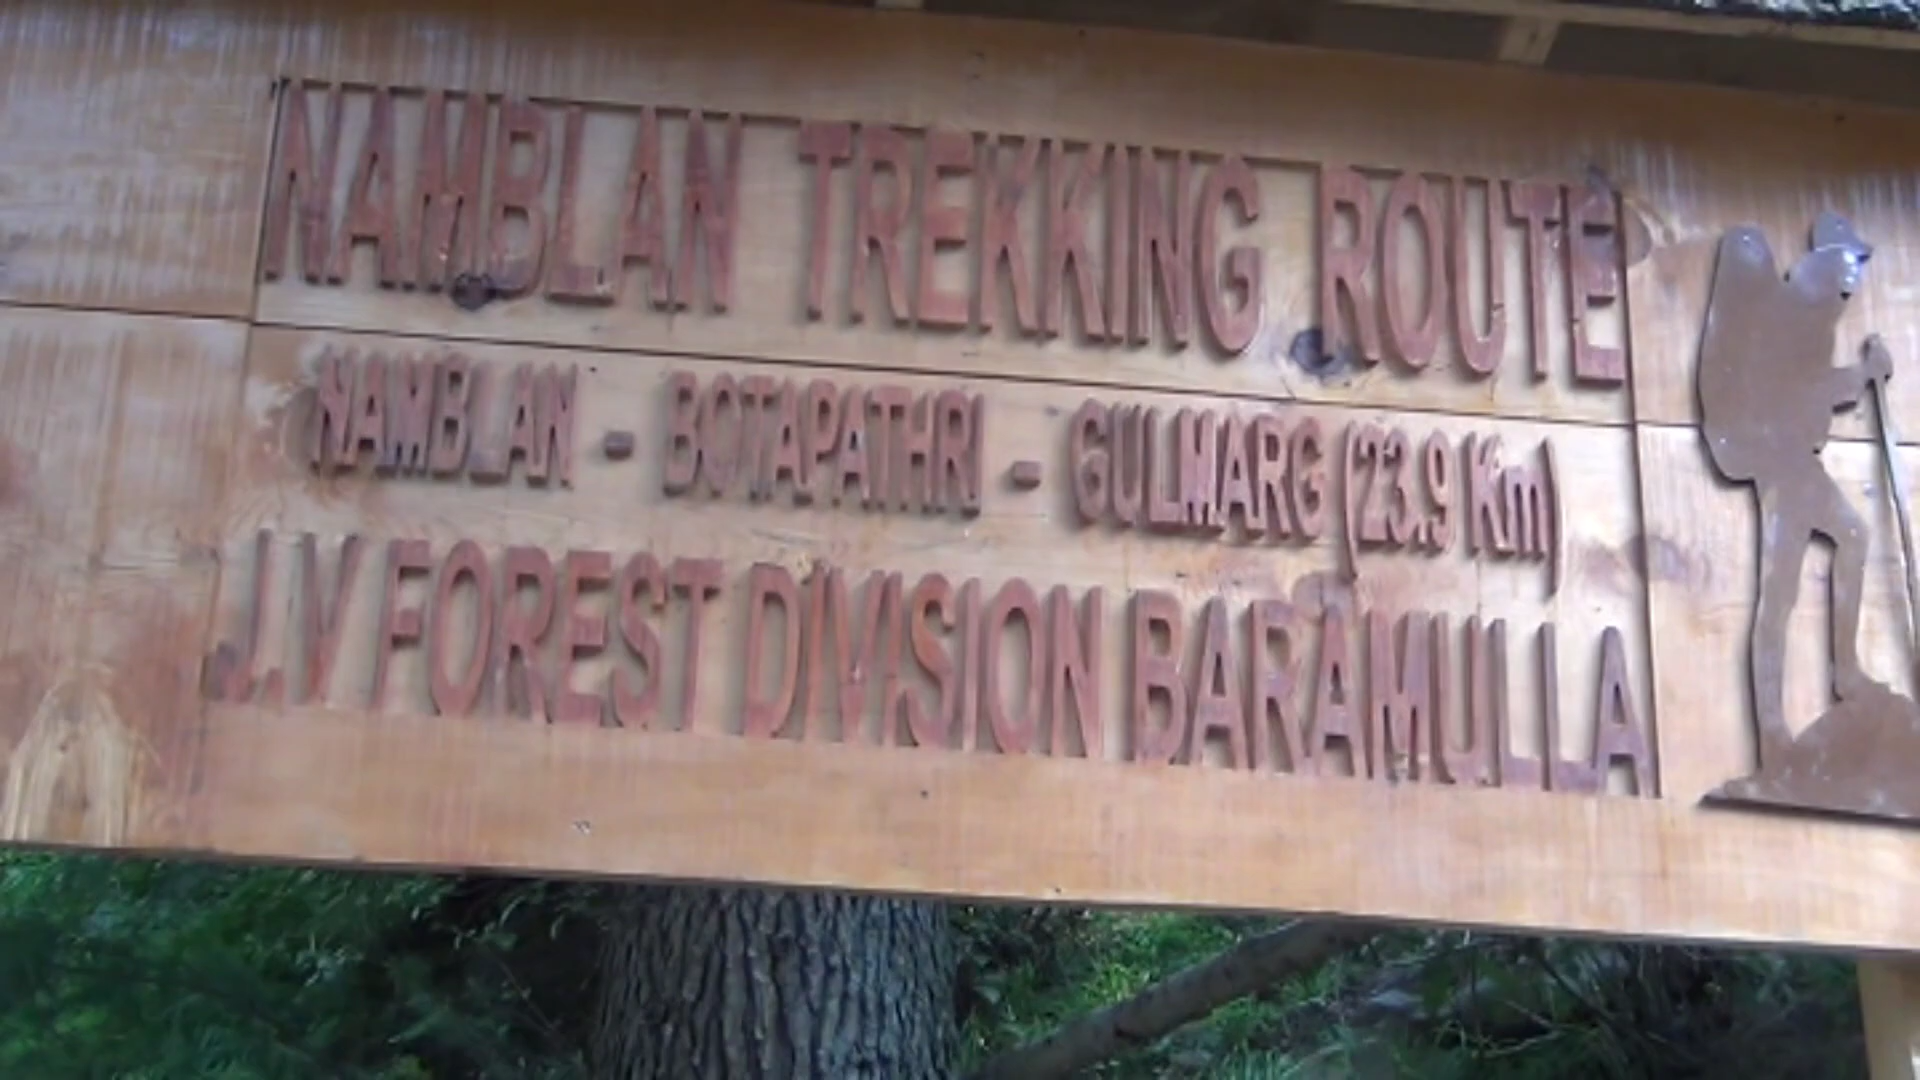 NAMBLAN TREKKING ROUTE
NAMBLAN - BOTAPATHRI - GULMARG (23.9 Km)
J.V FOREST DIVISION BARAMULLA